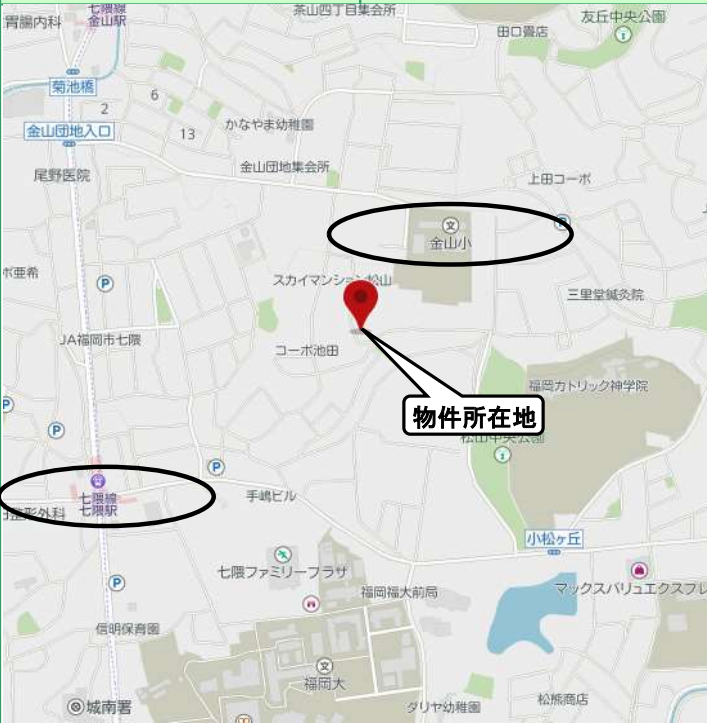 七隈線
金山駅
茶山四丁目集会所
友丘中央公園
胃腸内科
田口畳店
菊池橋
2
6
13
金山団地入口
かなやま幼稚園
金山団地集会所
尾野医院
上田コーポ
P
文
金山小
ボ亜希
P
スカイマンション松山
三里堂鍼灸院
JA福岡市七隈
コーポ池田
福岡カトリック神学院
P
物件所在地
P
松山中央公園
P
七隈線
七隈駅
手嶋ビル
整形外科
小松ヶ丘
七隈ファミリープラザ
P
福岡福大前局
マックスバリュエクスプレ
信明保育園
文
福岡大
城南署
ダリヤ幼稚園
松熊商店